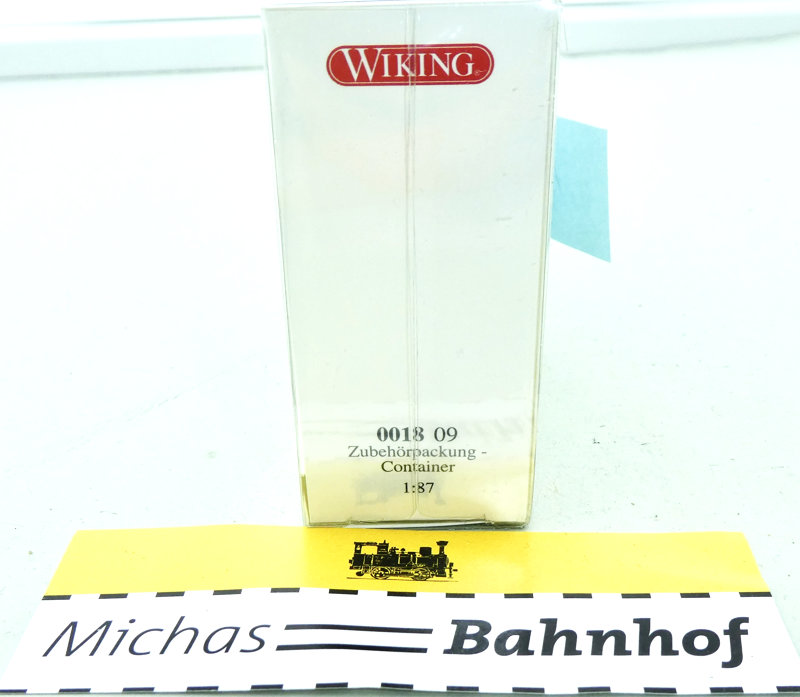 WIKING
0018 09
Zubehörpackung -
Container
1:87
Michas Bahnhof